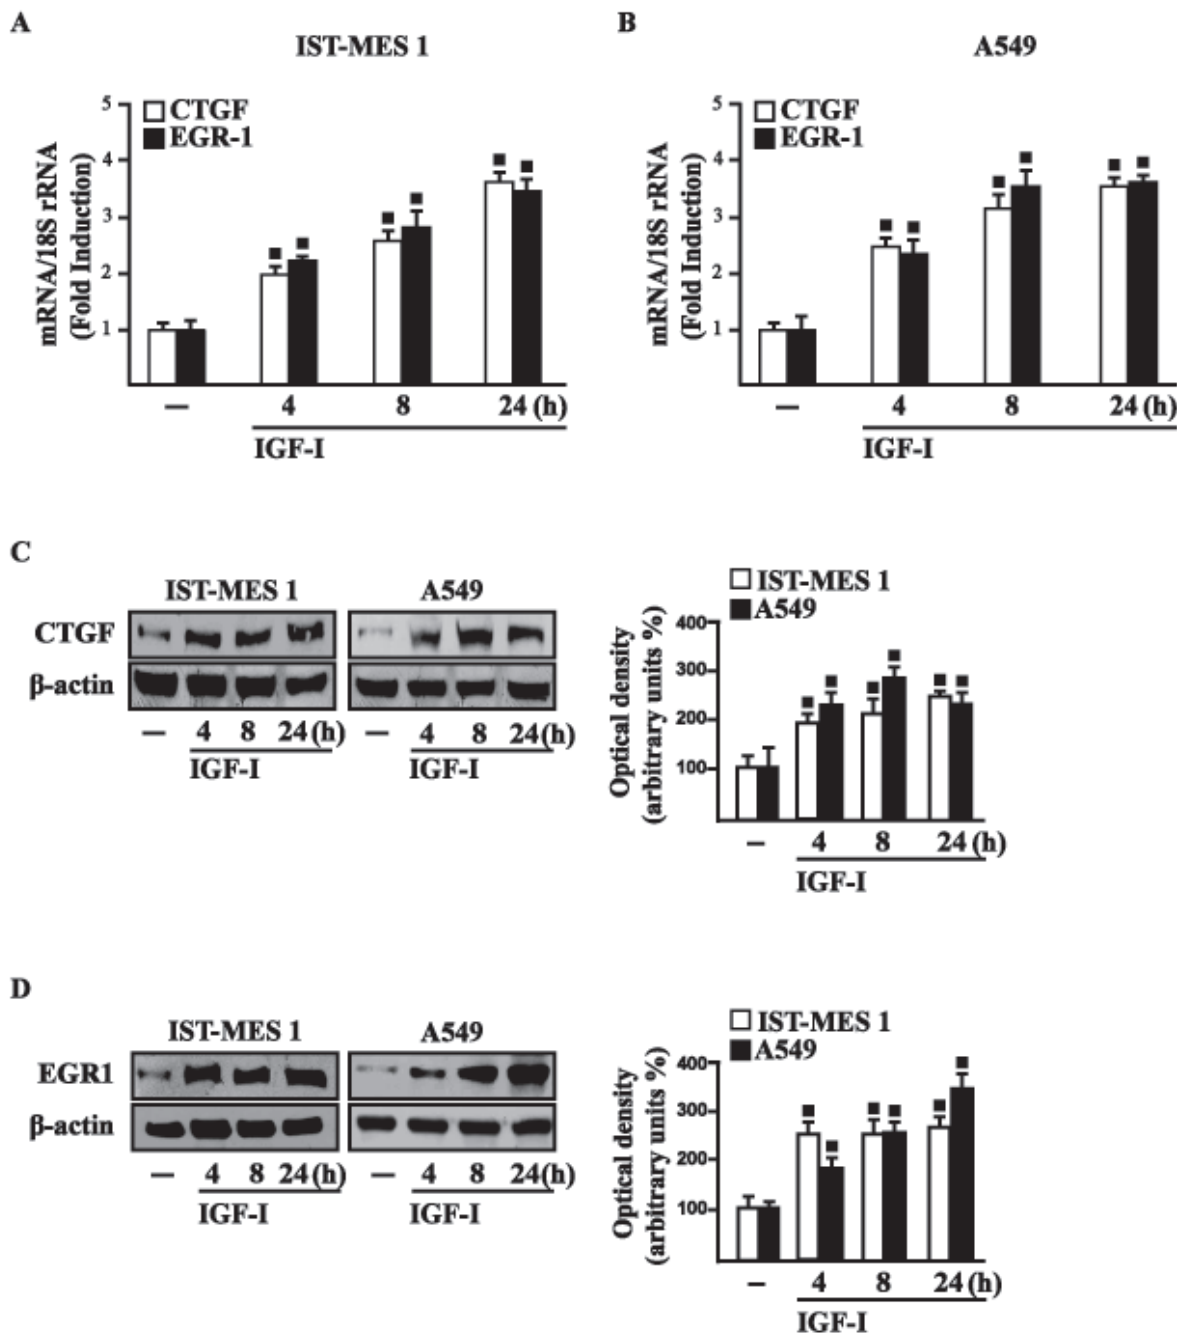 A
IST-MES 1
CTGF
EGR-1
mRNA/18S rRNA
(Fold Induction)
5
4
3
2
1
— 4 8 24 (h)
IGF-I
B
A549
CTGF
EGR-1
mRNA/18S rRNA
(Fold Induction)
5
4
3
2
1
— 4 8 24 (h)
IGF-I
C
IST-MES 1 A549
CTGF
β-actin
— 4 8 24 (h) — 4 8 24 (h)
IGF-I IGF-I
IST-MES 1
A549
Optical density
(arbitrary units %)
400
300
200
100
– 4 8 24 (h)
IGF-I
D
IST-MES 1 A549
EGR1
β-actin
— 4 8 24 (h) — 4 8 24 (h)
IGF-I IGF-I
IST-MES 1
A549
Optical density
(arbitrary units %)
400
300
200
100
– 4 8 24 (h)
IGF-I